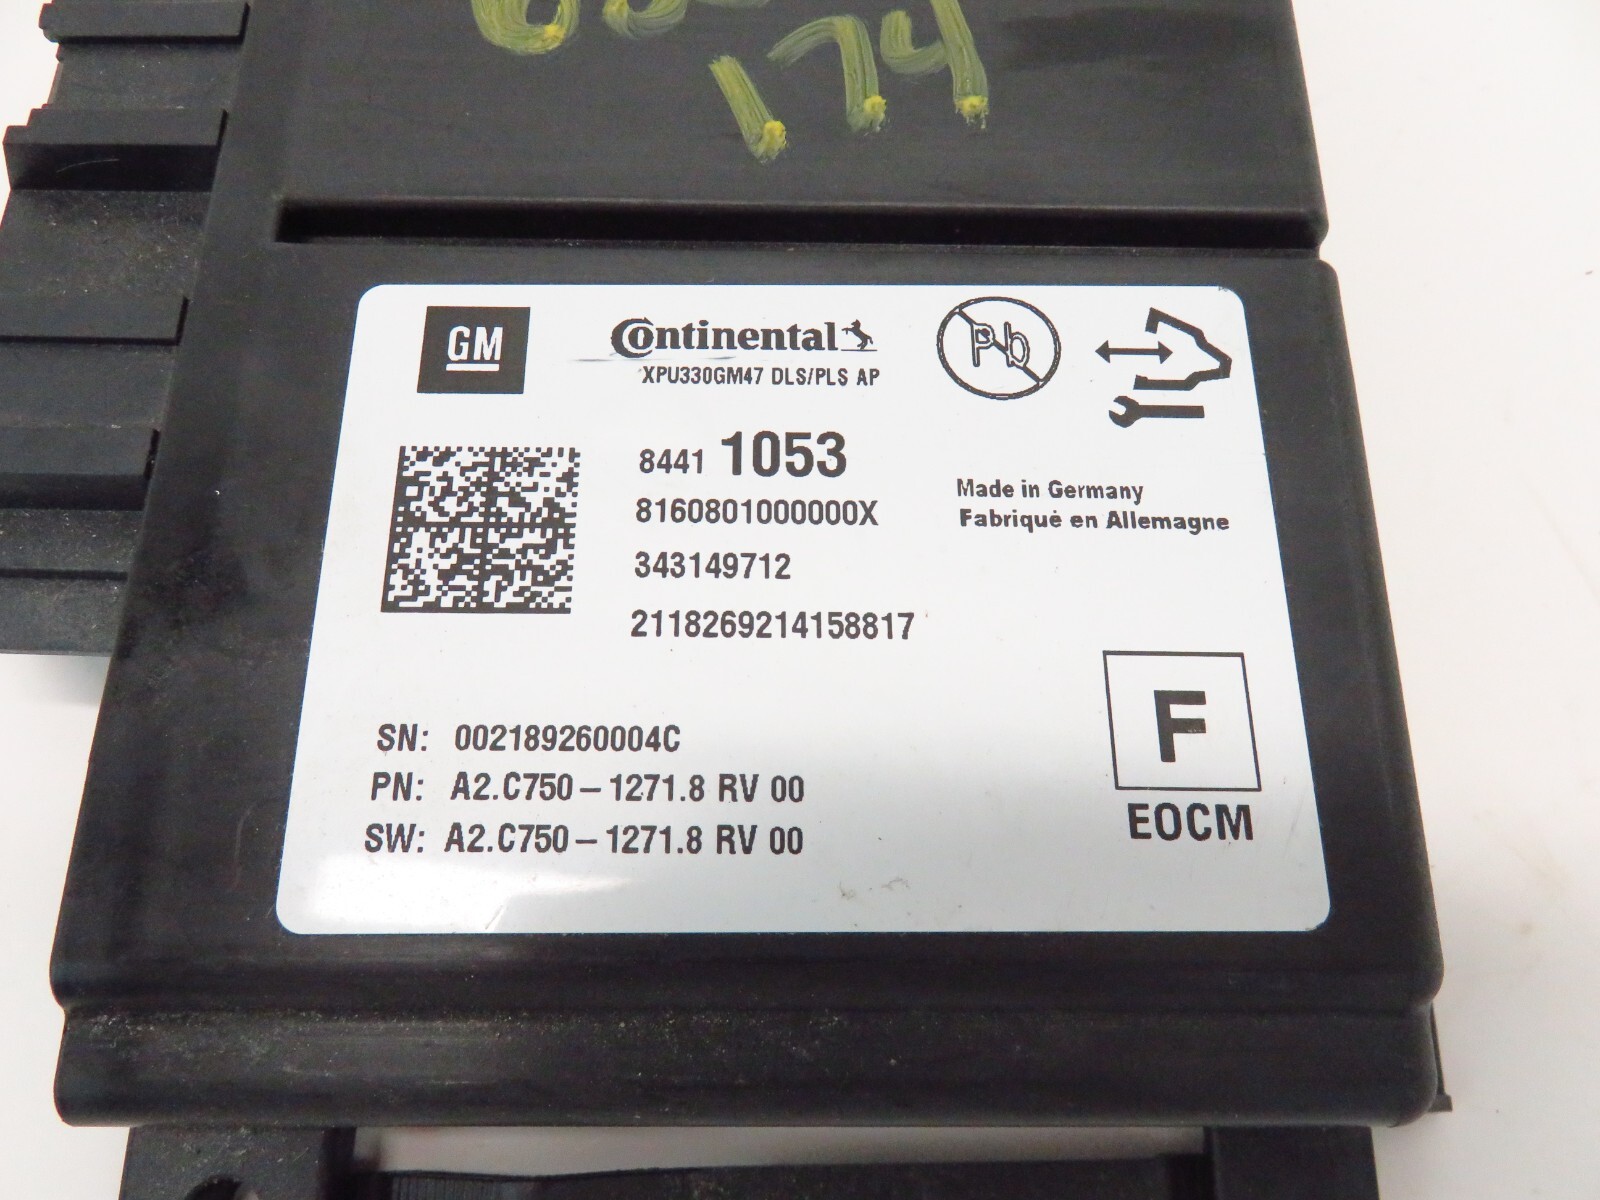 174
GM
Continental
XPU330GM47 DLS/PLS AP
Pb
8441 1053
8160801000000X
343149712
2118269214158817
Made in Germany
Fabriqué en Allemagne
SN: 002189260004C
PN: A2.C750-1271.8 RV 00
SW: A2.C750-1271.8 RV 00
F
EOCM